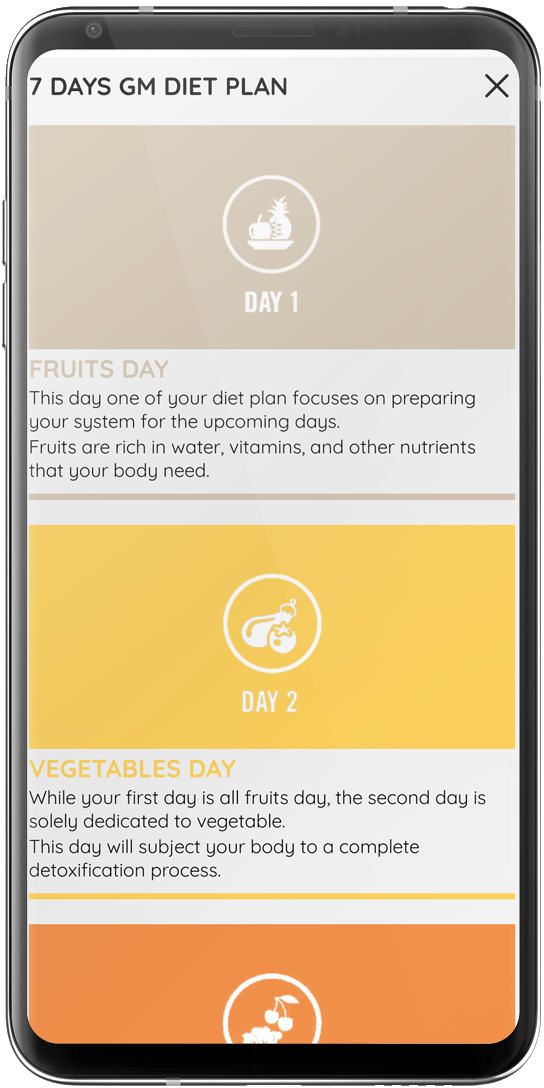 7 DAYS GM DIET PLAN
DAY 1
FRUITS DAY
This day one of your diet plan focuses on preparing
your system for the upcoming days.
Fruits are rich in water, vitamins, and other nutrients
that your body need.
DAY 2
VEGETABLES DAY
While your first day is all fruits day, the second day is
solely dedicated to vegetable.
This day will subject your body to a complete
detoxification process.